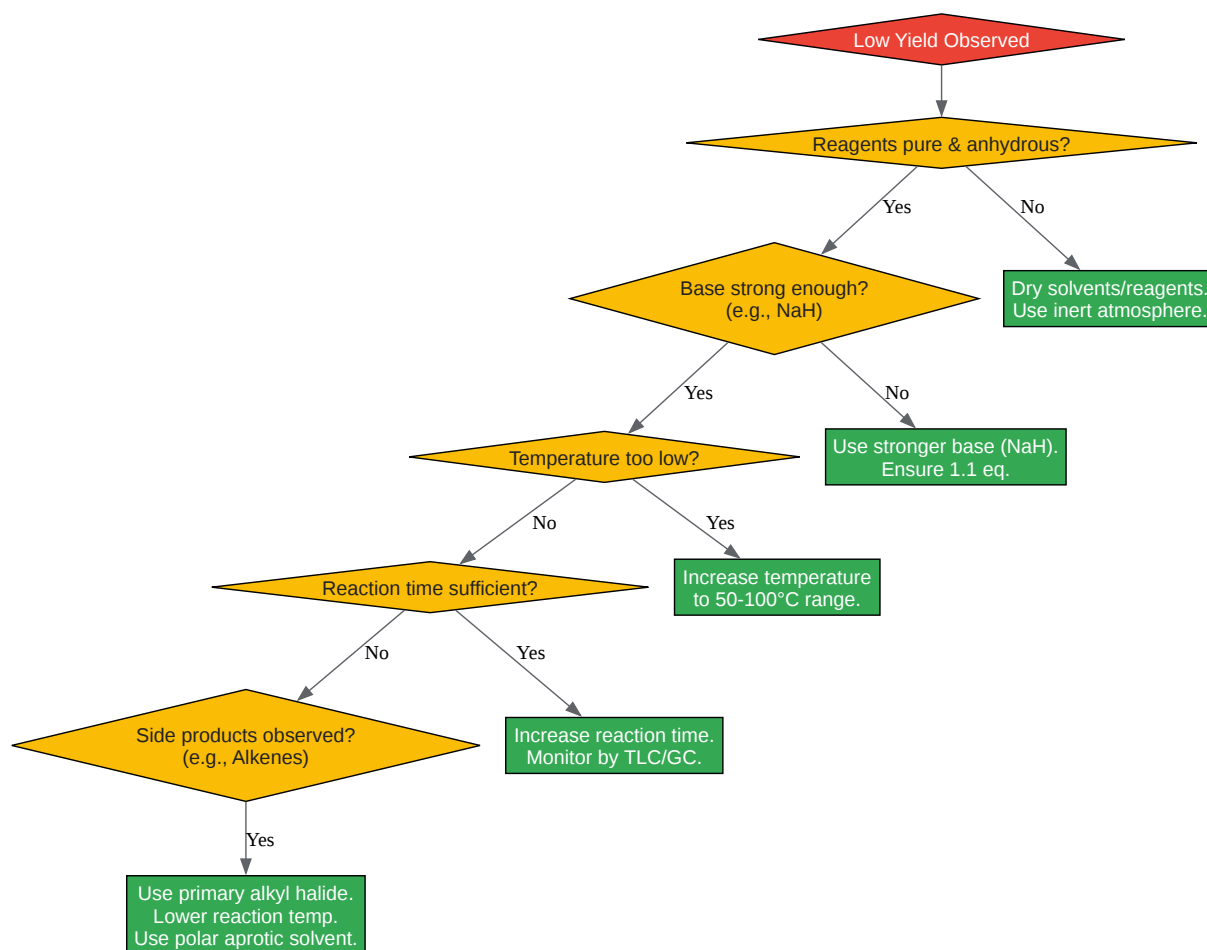 Low Yield Observed
Reagents pure & anhydrous?
Yes
No
Base strong enough?
(e.g., NaH)
Dry solvents/reagents.
Use inert atmosphere.
Yes
No
Temperature too low?
Use stronger base (NaH).
Ensure 1.1 eq.
No
Yes
Reaction time sufficient?
Increase temperature
to 50-100°C range.
No
Yes
Side products observed?
(e.g., Alkenes)
Increase reaction time.
Monitor by TLC/GC.
Yes
Use primary alkyl halide.
Lower reaction temp.
Use polar aprotic solvent.